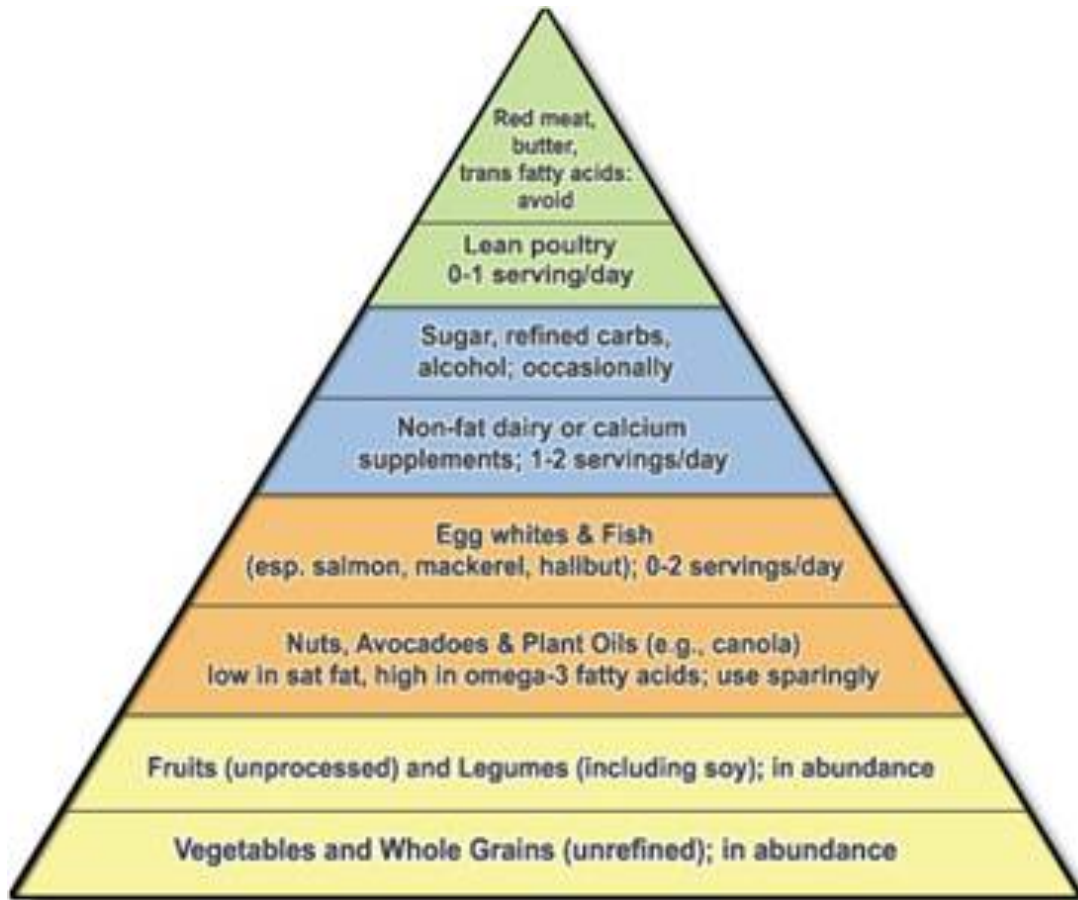 Red meat,
butter,
trans fatty acids:
avoid
Lean poultry
0-1 serving/day
Sugar, refined carbs,
alcohol; occasionally
Non-fat dairy or calcium
supplements; 1-2 servings/day
Egg whites & Fish
(esp. salmon, mackerel, halibut); 0-2 servings/day
Nuts, Avocadoes & Plant Oils (e.g., canola)
low in sat fat, high in omega-3 fatty acids; use sparingly
Fruits (unprocessed) and Legumes (including soy); in abundance
Vegetables and Whole Grains (unrefined); in abundance